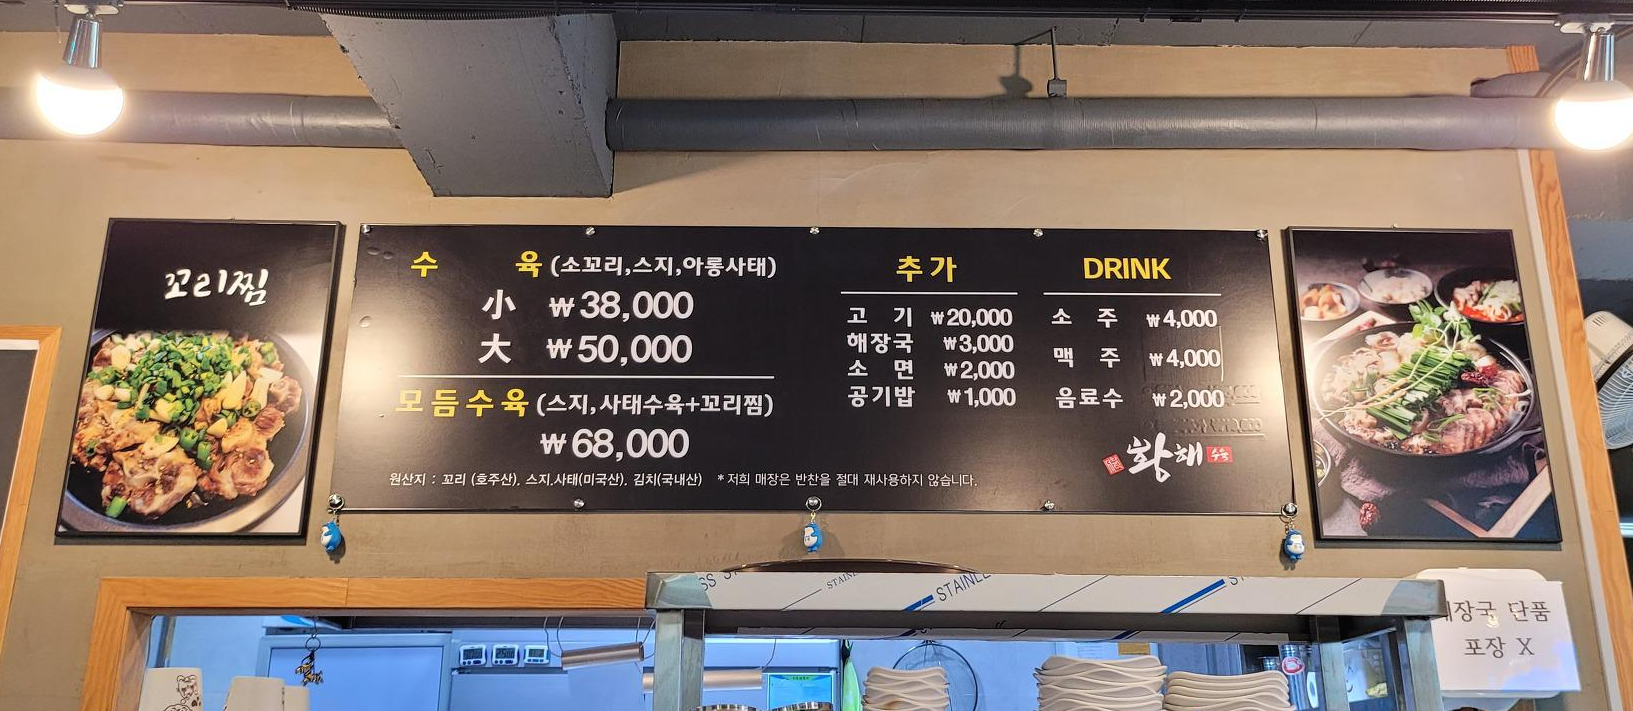 꼬리찜
수 육 (소꼬리,스지,아롱사태)
小 ₩38,000
大 ₩50,000
모듬수육 (스지,사태수육+꼬리찜)
₩68,000
원산지 : 꼬리 (호주산), 스지,사태(미국산), 김치(국내산) *저희 매장은 반찬을 절대 재사용하지 않습니다.
추가
고 기 ₩20,000
해장국 ₩3,000
소 면 ₩2,000
공기밥 ₩1,000
DRINK
소 주 ₩4,000
맥 주 ₩4,000
음료수 ₩2,000
황해 수육
STAINLE
단품
포장 X